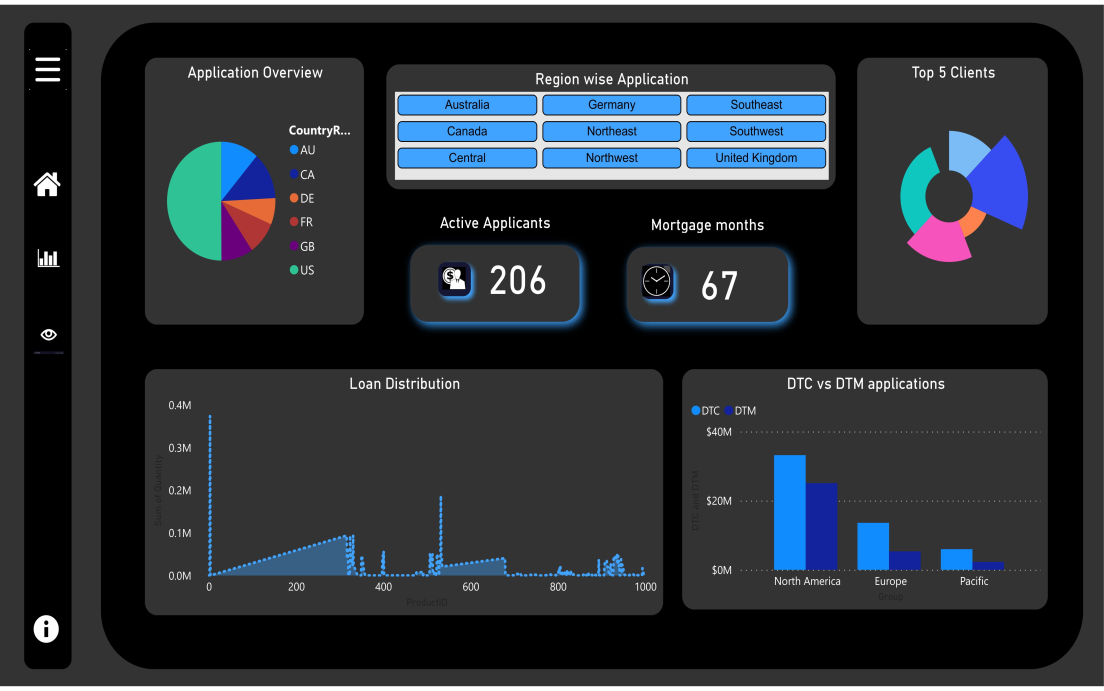 Application Overview
CountryR...
AU
CA
DE
FR
GB
US
Region wise Application
Australia
Germany
Southeast
Canada
Northeast
Southwest
Central
Northwest
United Kingdom
Top 5 Clients
Active Applicants
206
Mortgage months
67
Loan Distribution
0.4M
0.3M
0.2M
0.1M
0.0M
Sum of Quantity
0
200
400
600
800
1000
ProductID
DTC vs DTM applications
DTC
DTM
$40M
$20M
$0M
DTC and DTM
North America
Europe
Pacific
Group